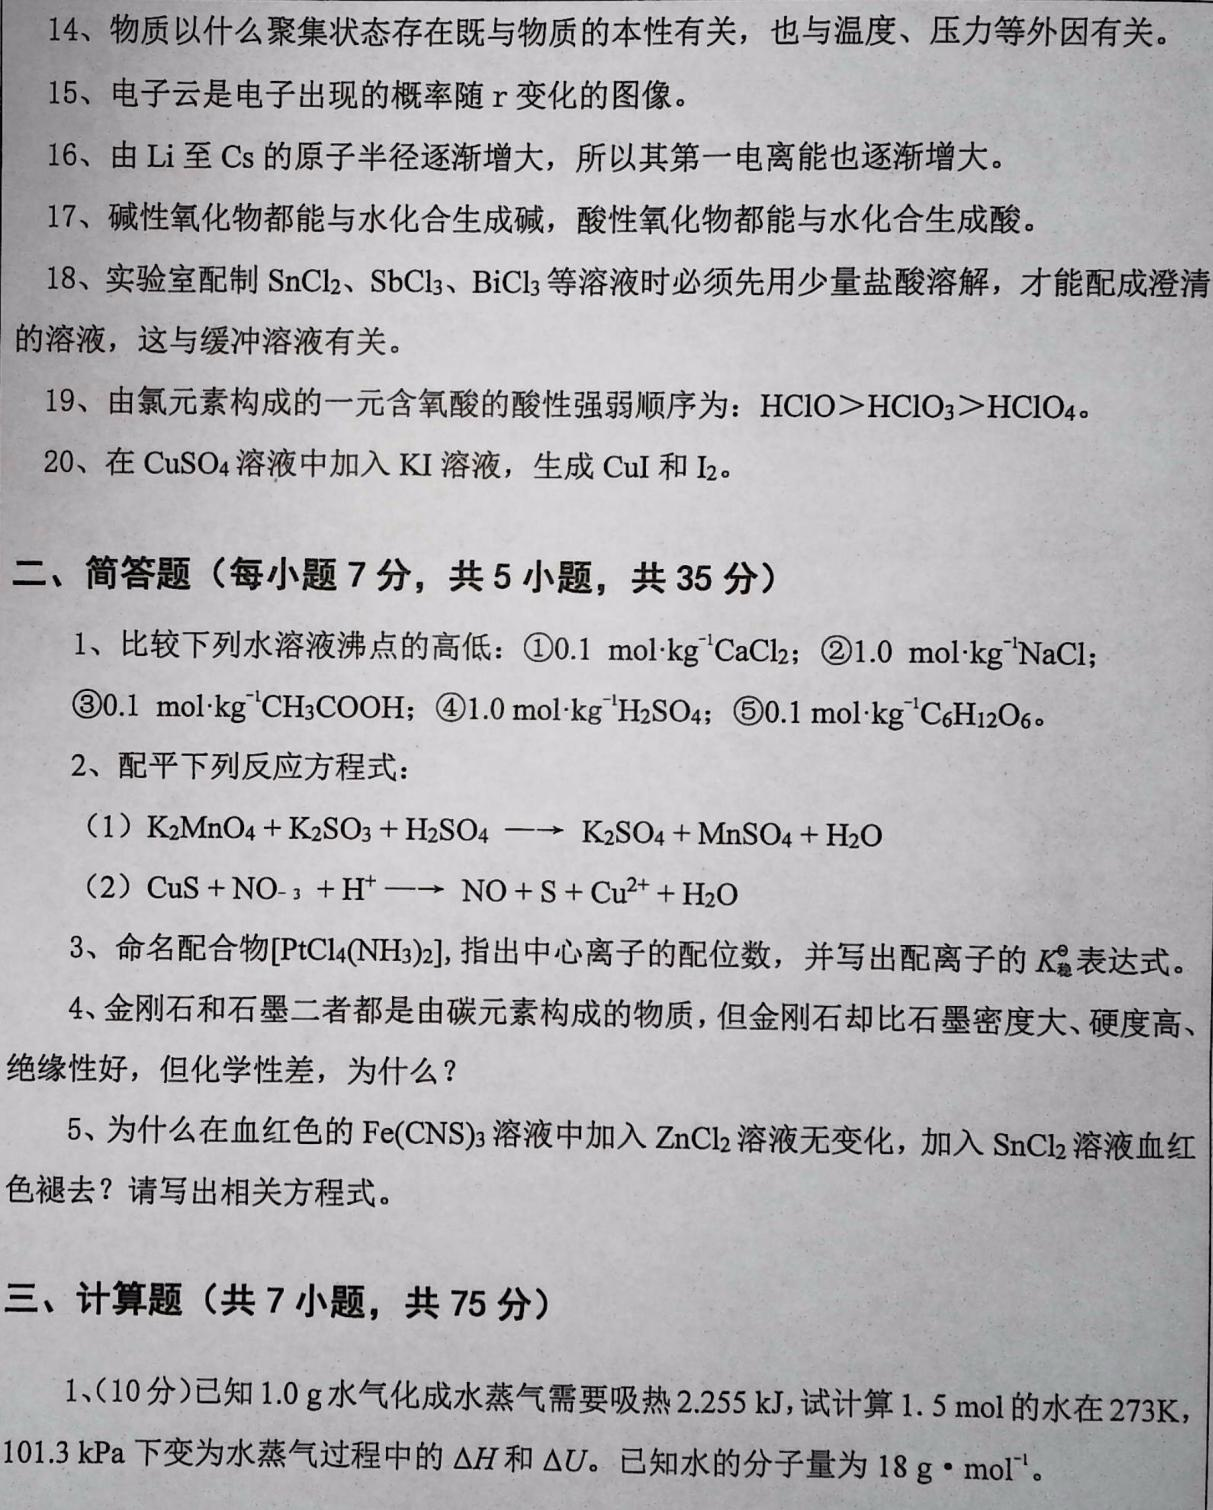 14、物质以什么聚集状态存在既与物质的本性有关，也与温度、压力等外因有关。
15、电子云是电子出现的概率随 r 变化的图像。
16、由 Li 至 Cs 的原子半径逐渐增大，所以其第一电离能也逐渐增大。
17、碱性氧化物都能与水化合生成碱，酸性氧化物都能与水化合生成酸。
18、实验室配制 SnCl₂、SbCl₃、BiCl₃ 等溶液时必须先用少量盐酸溶解，才能配成澄清
的溶液，这与缓冲溶液有关。
19、由氯元素构成的一元含氧酸的酸性强弱顺序为：HClO＞HClO₃＞HClO₄。
20、在 CuSO₄ 溶液中加入 KI 溶液，生成 CuI 和 I₂。
二、简答题（每小题 7 分，共 5 小题，共 35 分）
1、比较下列水溶液沸点的高低：①0.1 mol·kg⁻¹CaCl₂；②1.0 mol·kg⁻¹NaCl；
③0.1 mol·kg⁻¹CH₃COOH；④1.0 mol·kg⁻¹H₂SO₄；⑤0.1 mol·kg⁻¹C₆H₁₂O₆。
2、配平下列反应方程式：
（1）K₂MnO₄ + K₂SO₃ + H₂SO₄ ─→ K₂SO₄ + MnSO₄ + H₂O
（2）CuS + NO₋ ₃ + H⁺ ─→ NO + S + Cu²⁺ + H₂O
3、命名配合物[PtCl₄(NH₃)₂], 指出中心离子的配位数，并写出配离子的 K稳^Θ 表达式。
4、金刚石和石墨二者都是由碳元素构成的物质，但金刚石却比石墨密度大、硬度高、
绝缘性好，但化学性差，为什么？
5、为什么在血红色的 Fe(CNS)₃ 溶液中加入 ZnCl₂ 溶液无变化，加入 SnCl₂ 溶液血红
色褪去？请写出相关方程式。
三、计算题（共 7 小题，共 75 分）
1、（10 分）已知 1.0 g 水气化成水蒸气需要吸热 2.255 kJ，试计算 1. 5 mol 的水在 273K，
101.3 kPa 下变为水蒸气过程中的 ΔH 和 ΔU。已知水的分子量为 18 g • mol⁻¹。